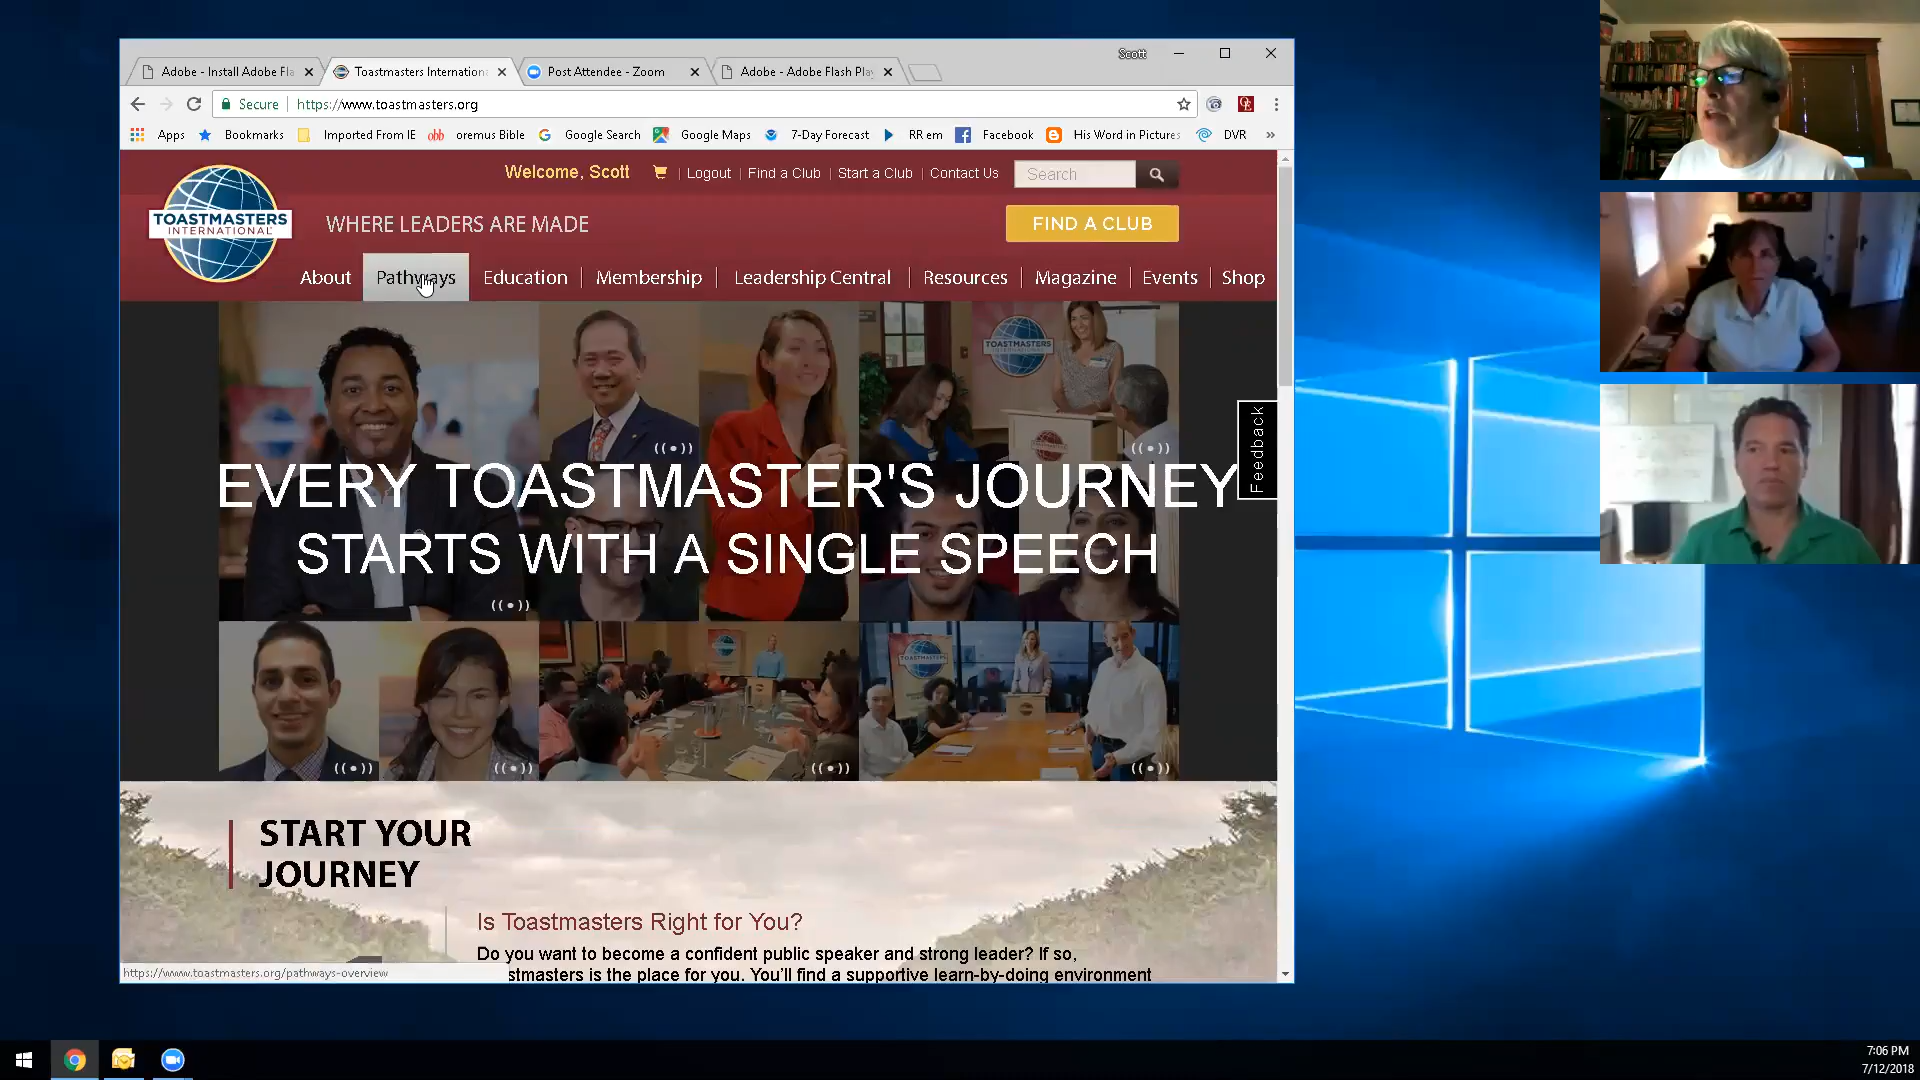 Scott
Adobe - Install Adobe Fla
Toastmasters Internationa
Post Attendee - Zoom
Adobe - Adobe Flash Play
Secure
https://www.toastmasters.org
Apps
Bookmarks
Imported From IE
obb oremus Bible
Google Search
Google Maps
7-Day Forecast
RR em
Facebook
His Word in Pictures
DVR
»
Welcome, Scott
Logout | Find a Club | Start a Club | Contact Us
Search
TOASTMASTERS
INTERNATIONAL
WHERE LEADERS ARE MADE
FIND A CLUB
About
Pathways
Education
Membership
Leadership Central
Resources
Magazine
Events
Shop
TOASTMASTERS
INTERNATIONAL
Feedback
EVERY TOASTMASTER'S JOURNEY
STARTS WITH A SINGLE SPEECH
TOASTMASTERS
START YOUR
JOURNEY
Is Toastmasters Right for You?
Do you want to become a confident public speaker and strong leader? If so,
stmasters is the place for you. You'll find a supportive learn-by-doing environment
https://www.toastmasters.org/pathways-overview
7:06 PM
7/12/2018